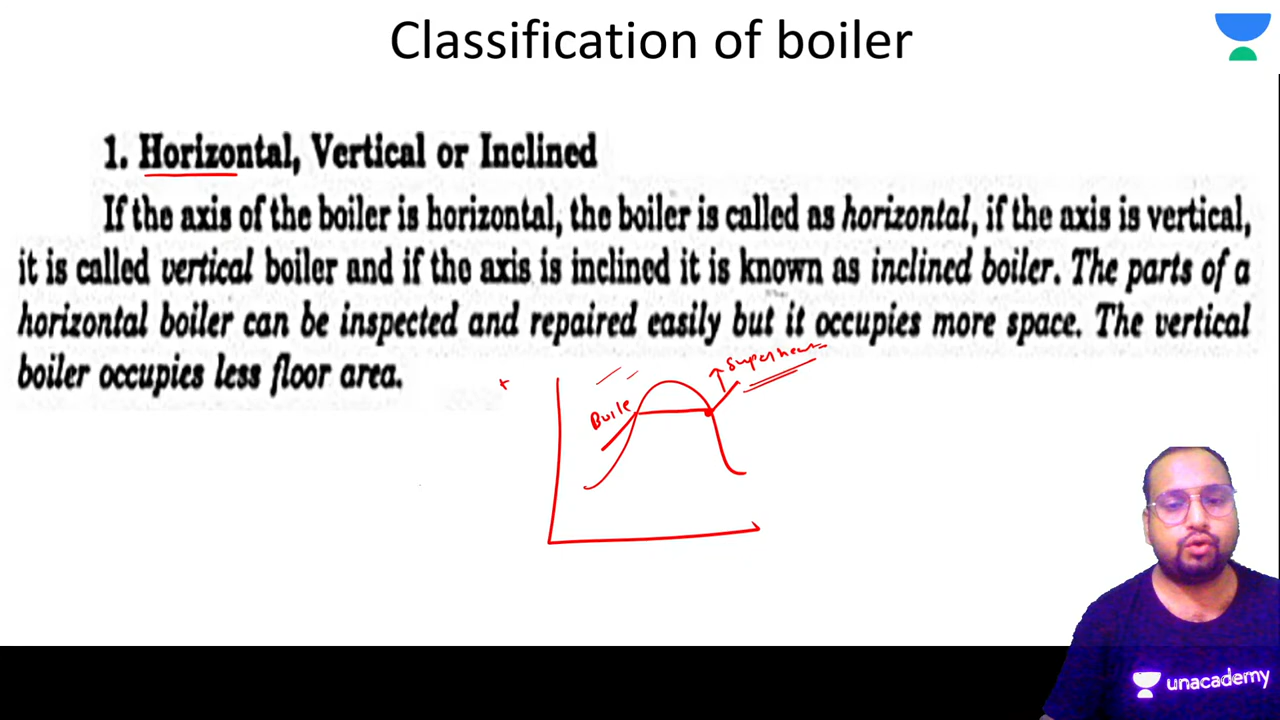 Classification of boiler
1. Horizontal, Vertical or Inclined
If the axis of the boiler is horizontal, the boiler is called as horizontal, if the axis is vertical,
it is called vertical boiler and if the axis is inclined it is known as inclined boiler. The parts of a
horizontal boiler can be inspected and repaired easily but it occupies more space. The vertical
boiler occupies less floor area.
unacademy